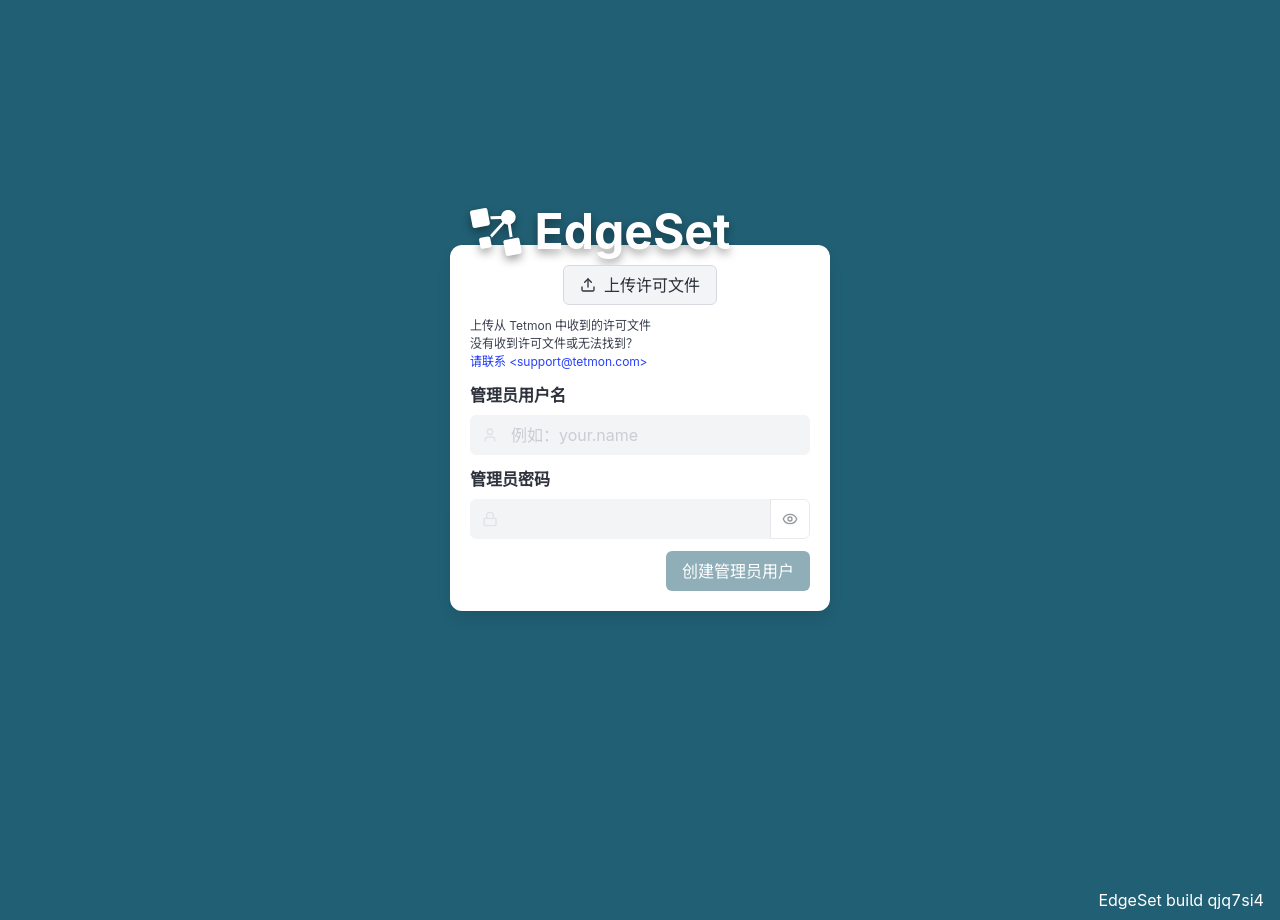 EdgeSet
上传许可文件
上传从 Tetmon 中收到的许可文件
没有收到许可文件或无法找到？
请联系 <support@tetmon.com>
管理员用户名
例如：your.name
管理员密码
创建管理员用户
EdgeSet build qjq7si4